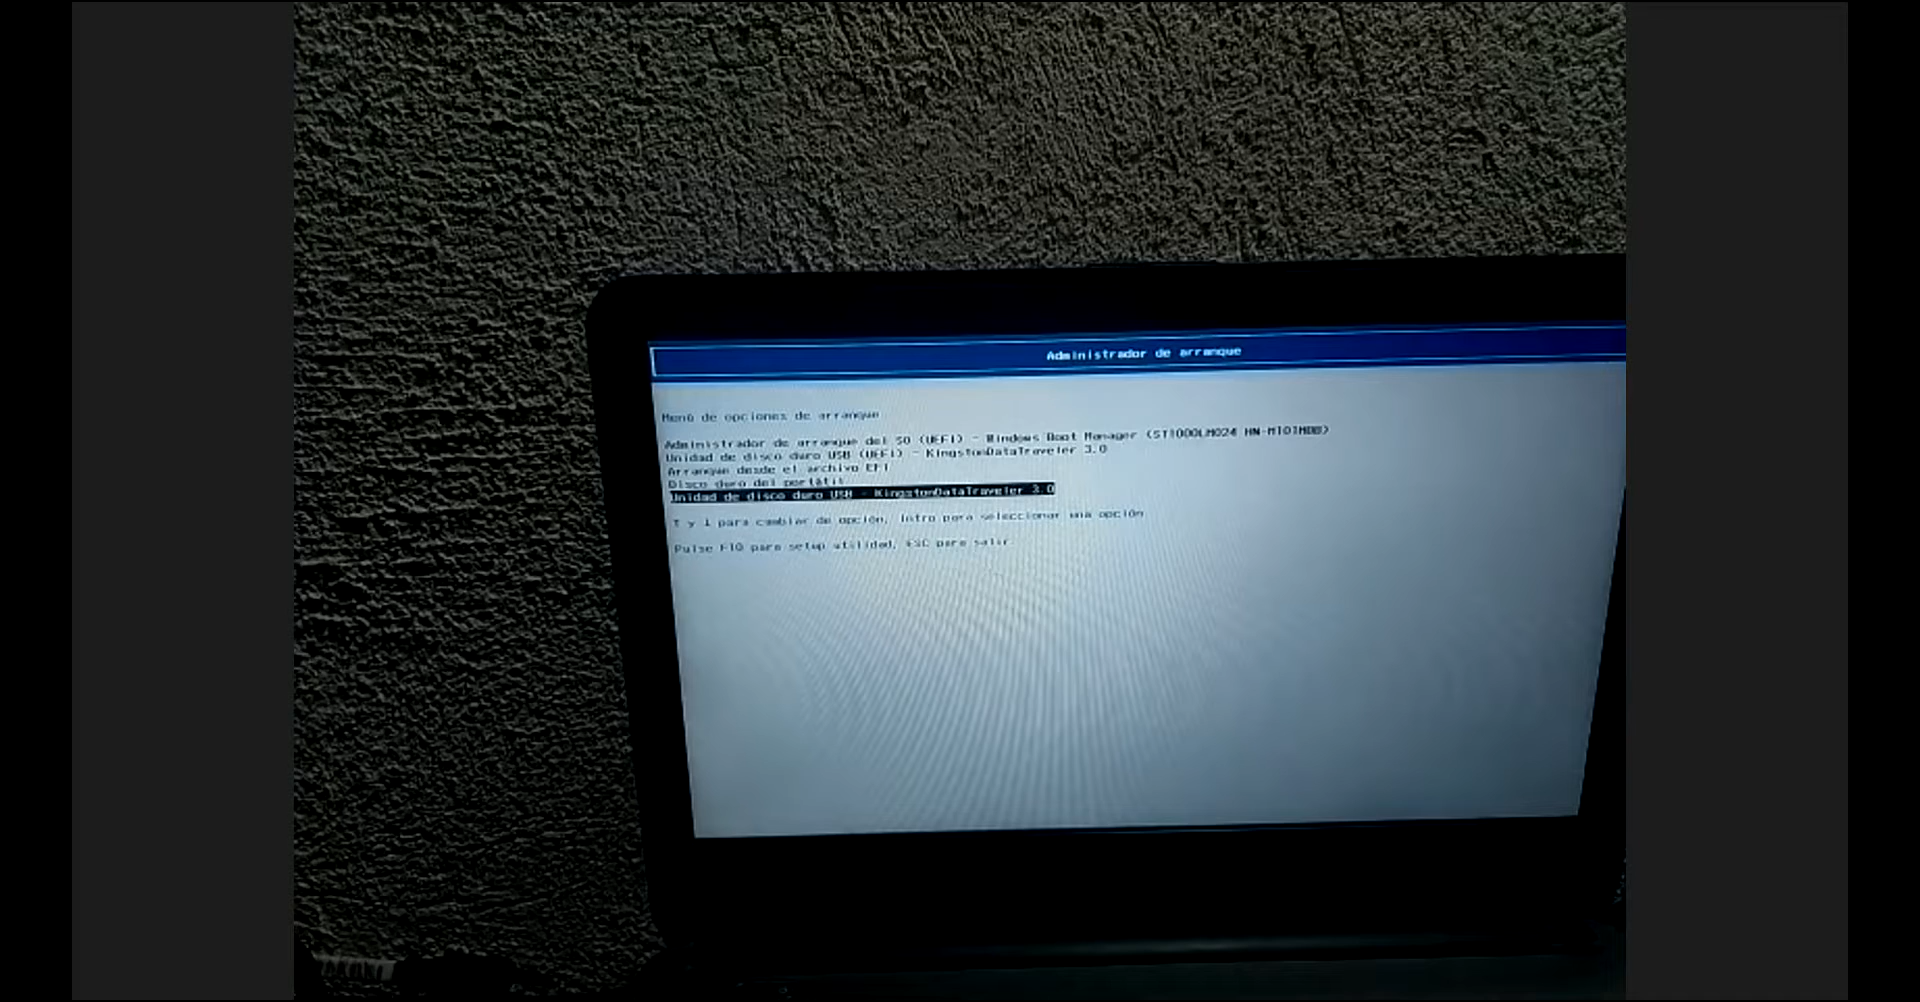 Administrador de arranque
Menú de opciones de arranque
Administrador de arranque del SO (UEFI) - Windows Boot Manager (ST1000LM024 HN-M101MBB)
Unidad de disco duro USB (UEFI) - KingstonDataTraveler 3.0
Arranque desde el archivo EFI
Disco duro del portátil
Unidad de disco duro USB - KingstonDataTraveler 3.0
↑ y ↓ para cambiar de opción, Intro para seleccionar una opción
Pulse F10 para setup utilidad, ESC para salir